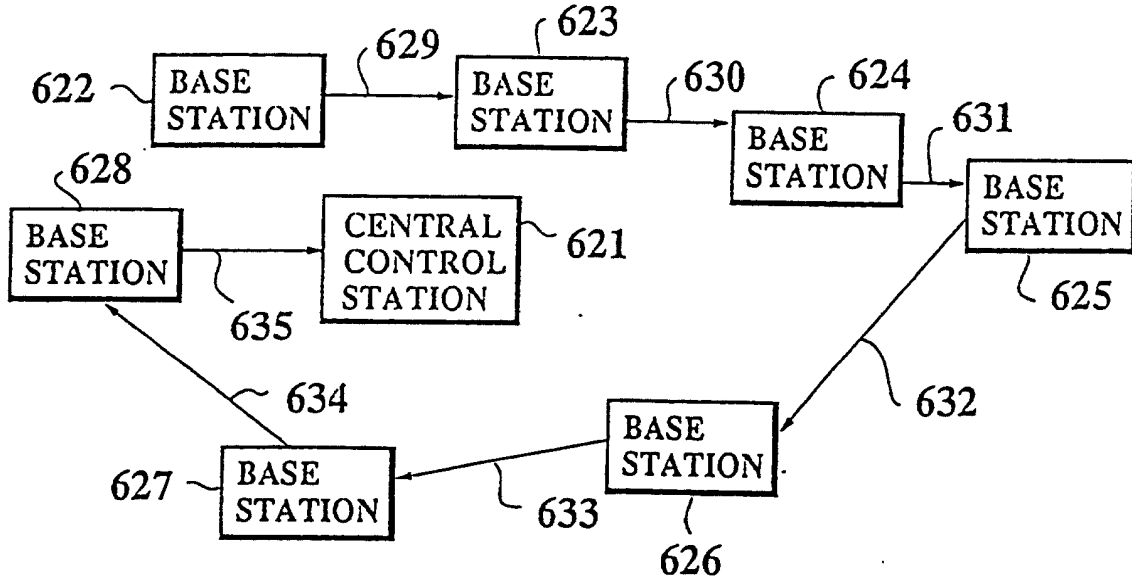 623
629
BASE
STATION
622
BASE
STATION
630
624
BASE
STATION
631
BASE
STATION
625
628
BASE
STATION
CENTRAL
CONTROL
STATION
621
635
634
632
BASE
STATION
626
633
627
BASE
STATION